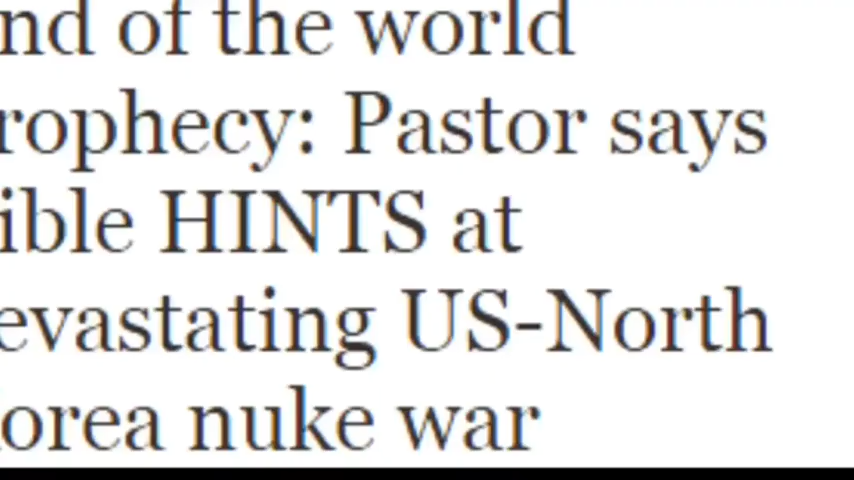 nd of the world
rophecy: Pastor says
ible HINTS at
evastating US-North
orea nuke war